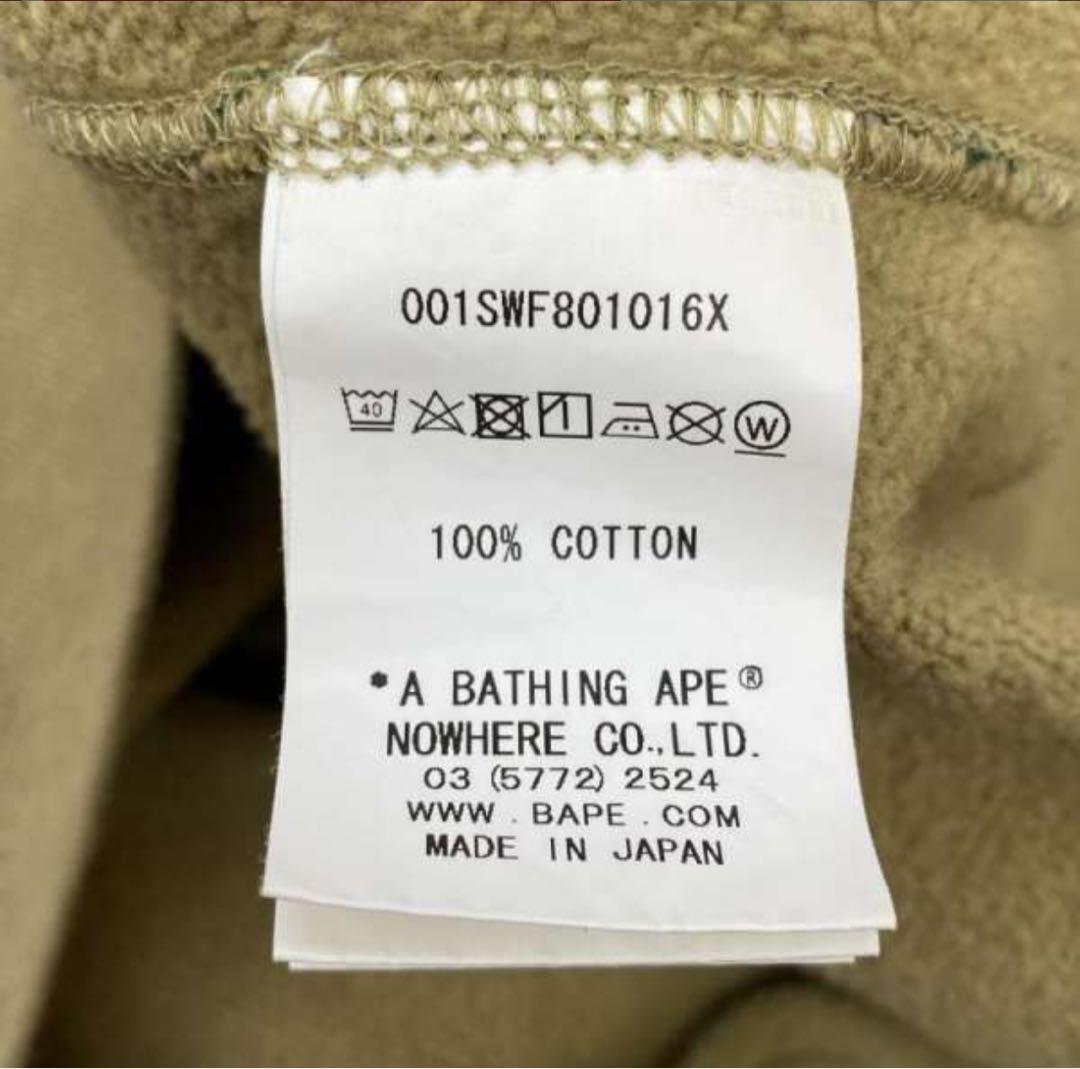 001SWF801016X
40
W
100% COTTON
*A BATHING APE®
NOWHERE CO.,LTD.
03 (5772) 2524
WWW . BAPE . COM
MADE IN JAPAN